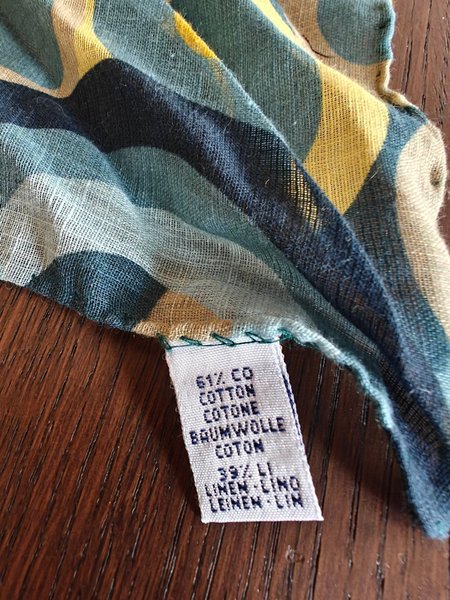 61% CO
COTTON
COTONE
BAUMWOLLE
COTON
39% LI
LINEN - LINO
LEINEN - LIN